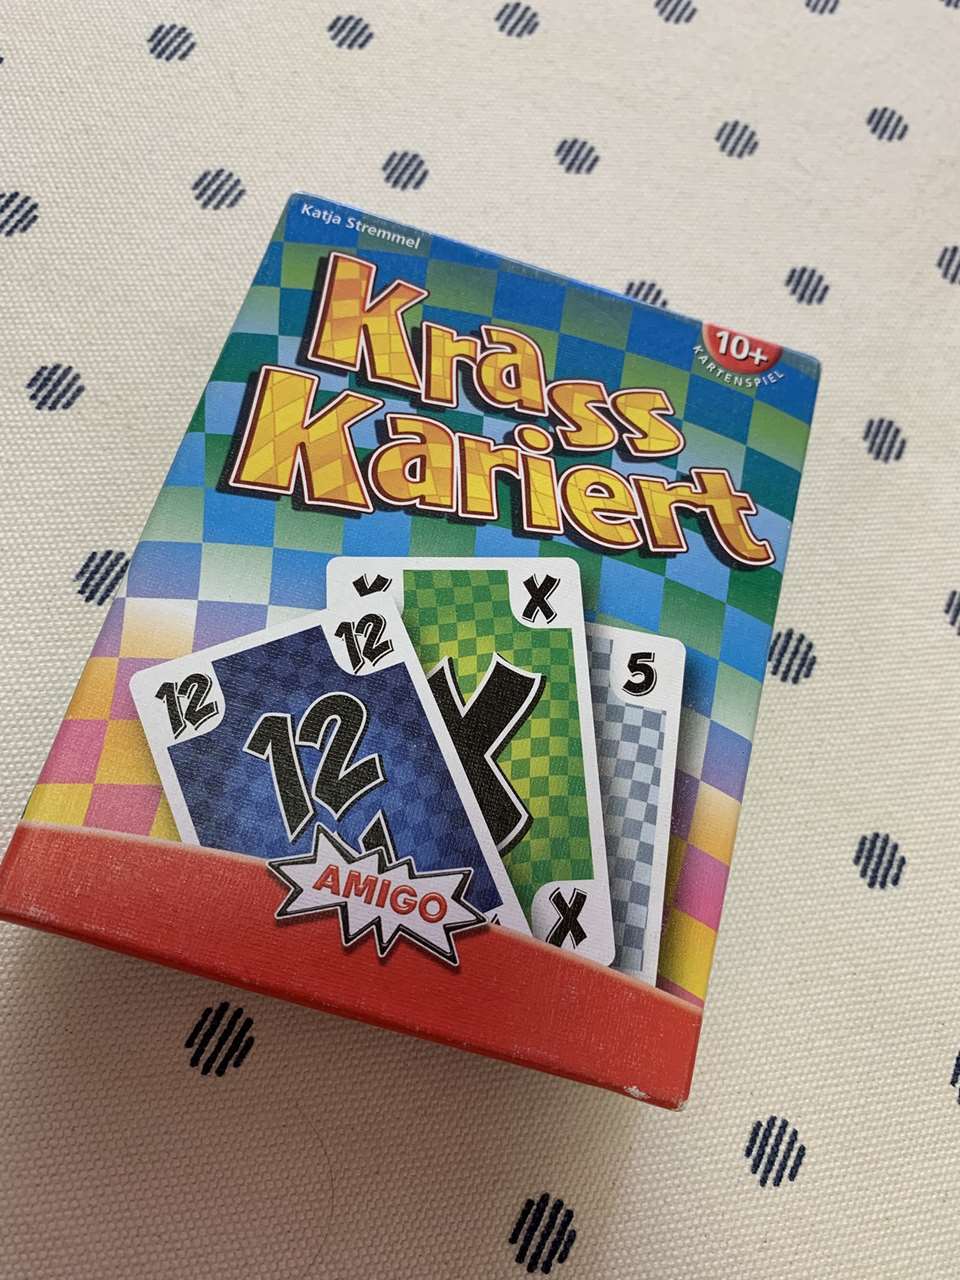 Katja Stremmel
10+
KARTENSPIEL
Krass
Kariert
X
12
12
5
12
X
X
AMIGO